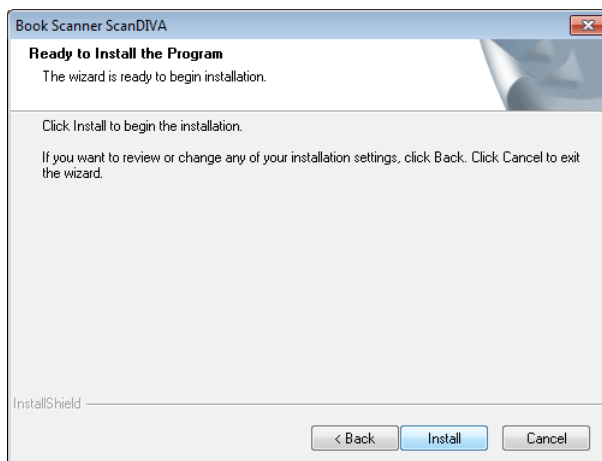 Book Scanner ScanDIVA
Ready to Install the Program
The wizard is ready to begin installation.
Click Install to begin the installation.
If you want to review or change any of your installation settings, click Back. Click Cancel to exit
the wizard.
InstallShield
< Back Install Cancel